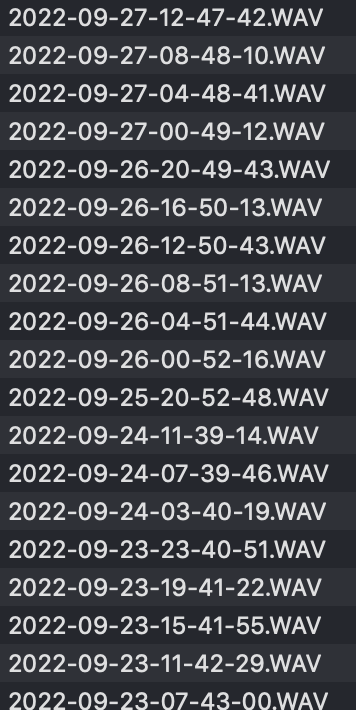 2022-09-27-12-47-42.WAV
2022-09-27-08-48-10.WAV
2022-09-27-04-48-41.WAV
2022-09-27-00-49-12.WAV
2022-09-26-20-49-43.WAV
2022-09-26-16-50-13.WAV
2022-09-26-12-50-43.WAV
2022-09-26-08-51-13.WAV
2022-09-26-04-51-44.WAV
2022-09-26-00-52-16.WAV
2022-09-25-20-52-48.WAV
2022-09-24-11-39-14.WAV
2022-09-24-07-39-46.WAV
2022-09-24-03-40-19.WAV
2022-09-23-23-40-51.WAV
2022-09-23-19-41-22.WAV
2022-09-23-15-41-55.WAV
2022-09-23-11-42-29.WAV
2022-09-23-07-43-00.WAV